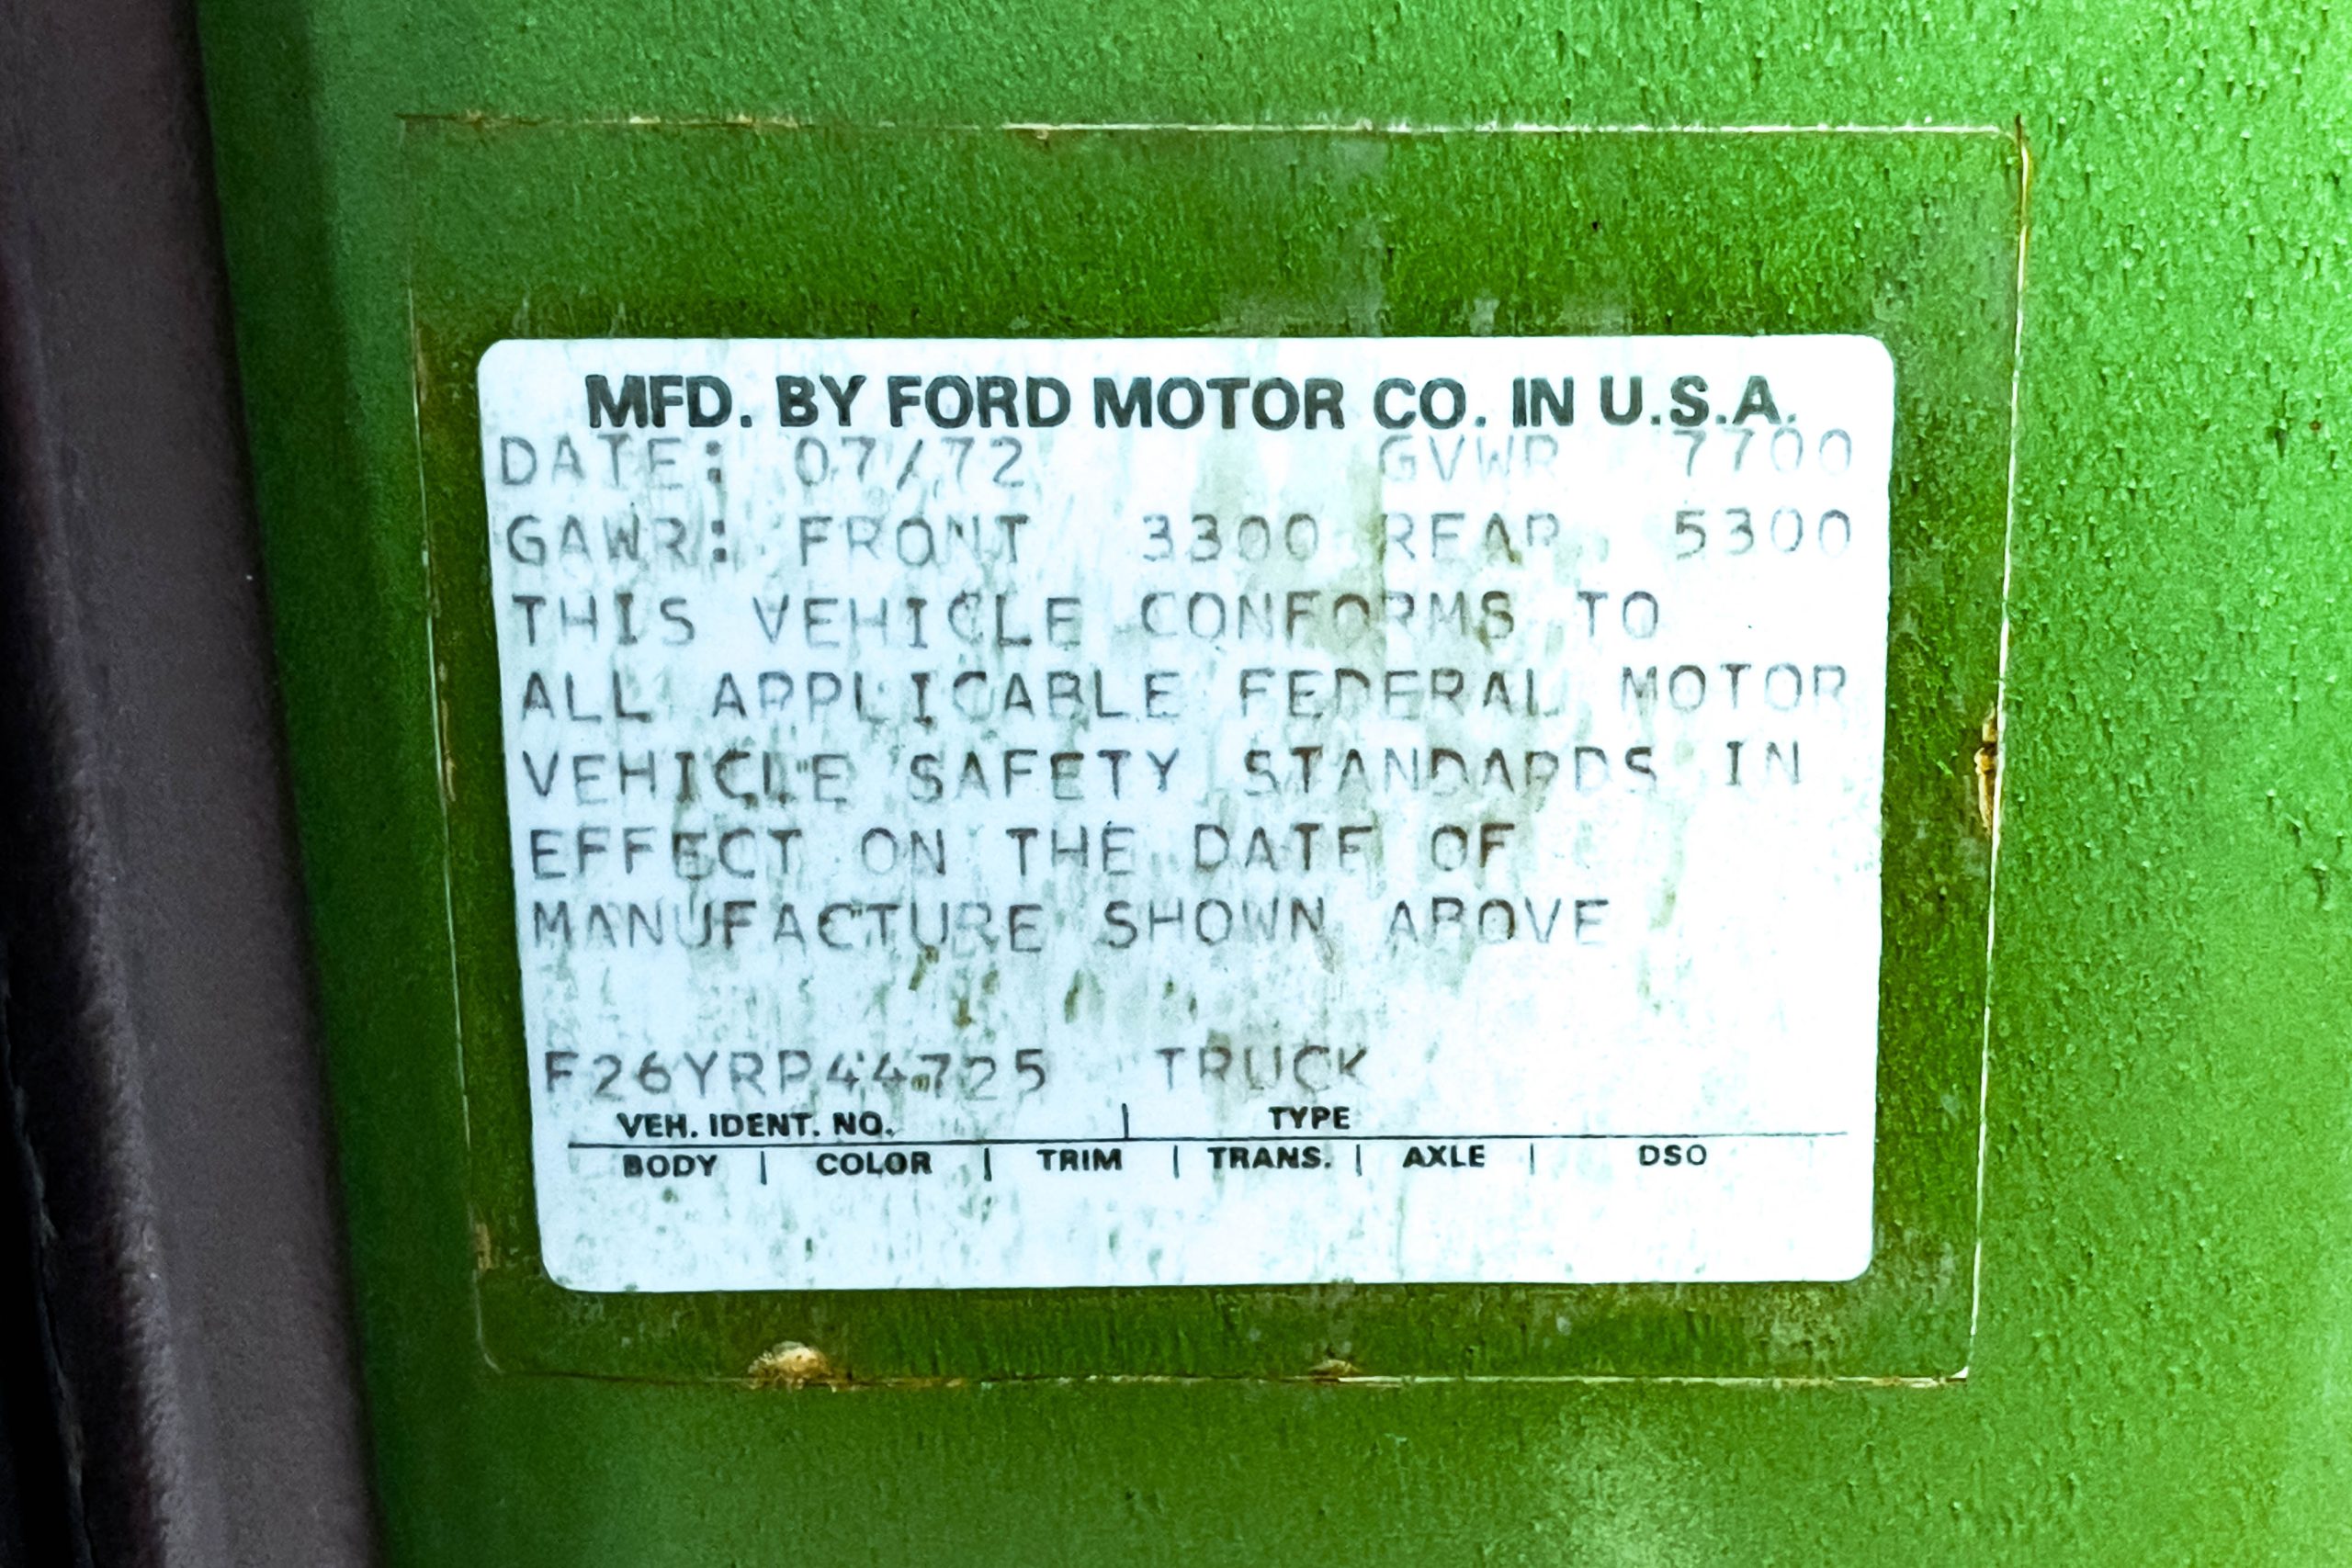 MFD. BY FORD MOTOR CO. IN U.S.A.
DATE: 07/72 GVWR 7700
GAWR: FRONT 3300 REAR 5300
THIS VEHICLE CONFORMS TO
ALL APPLICABLE FEDERAL MOTOR
VEHICLE SAFETY STANDARDS IN
EFFECT ON THE DATE OF
MANUFACTURE SHOWN ABOVE
F26YRP44725 TRUCK
VEH. IDENT. NO. | TYPE
BODY | COLOR | TRIM | TRANS. | AXLE | DSO